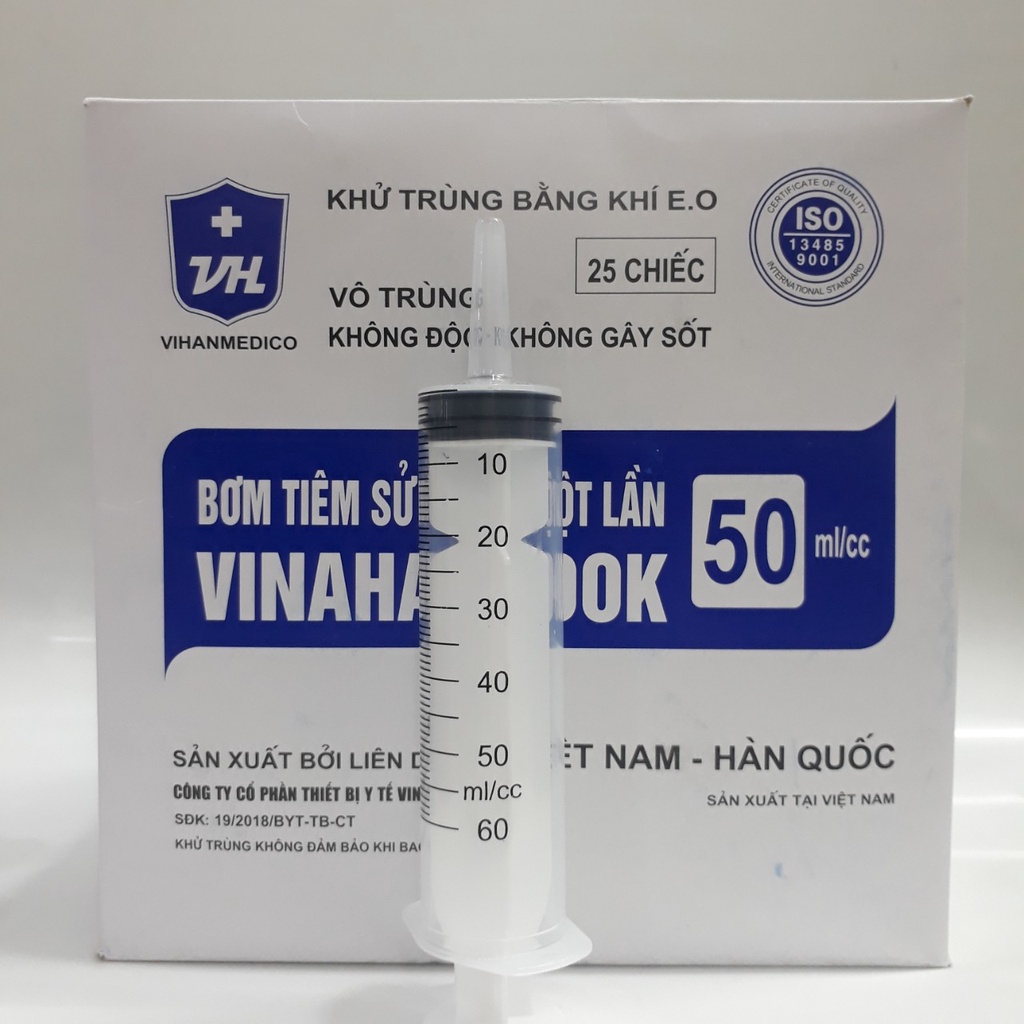 KHỬ TRÙNG BẰNG KHÍ E.O
25 CHIẾC
VÔ TRÙNG
KHÔNG ĐỘC - KHÔNG GÂY SỐT
VH
VIHANMEDICO
CERTIFICATE OF QUALITY
ISO
13485
9001
INTERNATIONAL STANDARD
BƠM TIÊM SỬ LẦN
VINAHA
50 ml/cc
10
20
30
40
50
ml/cc
60
SẢN XUẤT BỞI LIÊN NAM - HÀN QUỐC
CÔNG TY CỔ PHẦN THIẾT BỊ Y TẾ
SẢN XUẤT TẠI VIỆT NAM
SĐK: 19/2018/BYT-TB-CT
KHỬ TRÙNG KHÔNG ĐẢM BẢO KHI